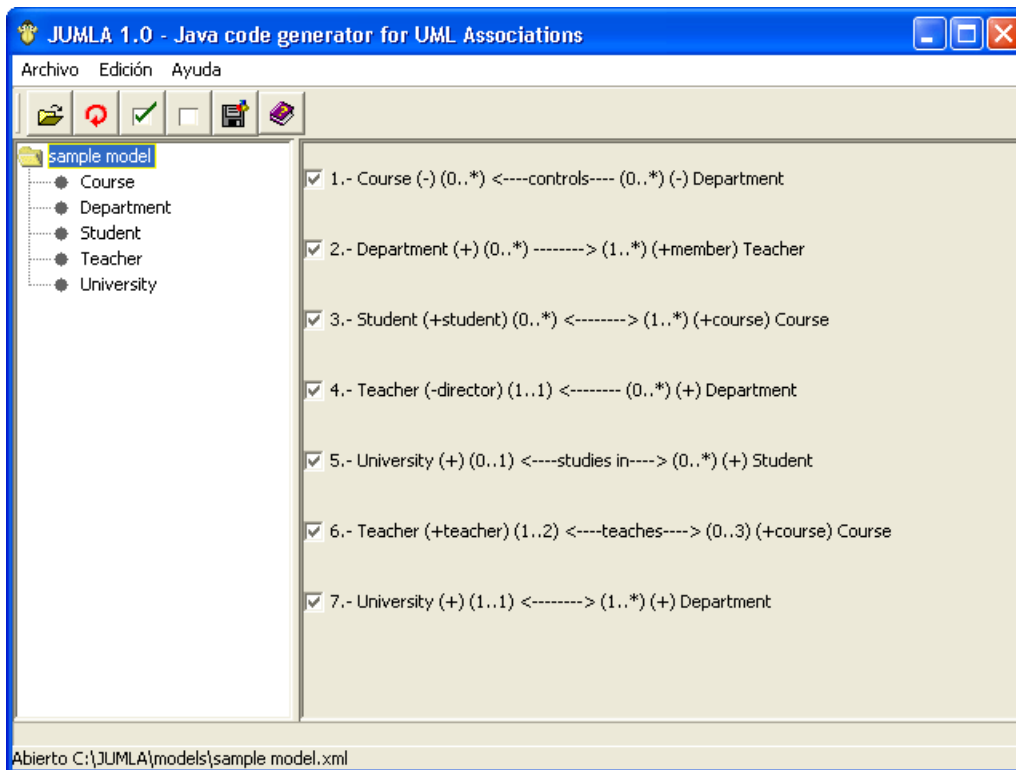 JUMLA 1.0 - Java code generator for UML Associations
Archivo Edición Ayuda
sample model
Course
Department
Student
Teacher
University
1.- Course (-) (0..*) <----controls---- (0..*) (-) Department
2.- Department (+) (0..*) --------> (1..*) (+member) Teacher
3.- Student (+student) (0..*) <--------> (1..*) (+course) Course
4.- Teacher (-director) (1..1) <-------- (0..*) (+) Department
5.- University (+) (0..1) <----studies in----> (0..*) (+) Student
6.- Teacher (+teacher) (1..2) <----teaches----> (0..3) (+course) Course
7.- University (+) (1..1) <--------> (1..*) (+) Department
Abierto C:\JUMLA\models\sample model.xml